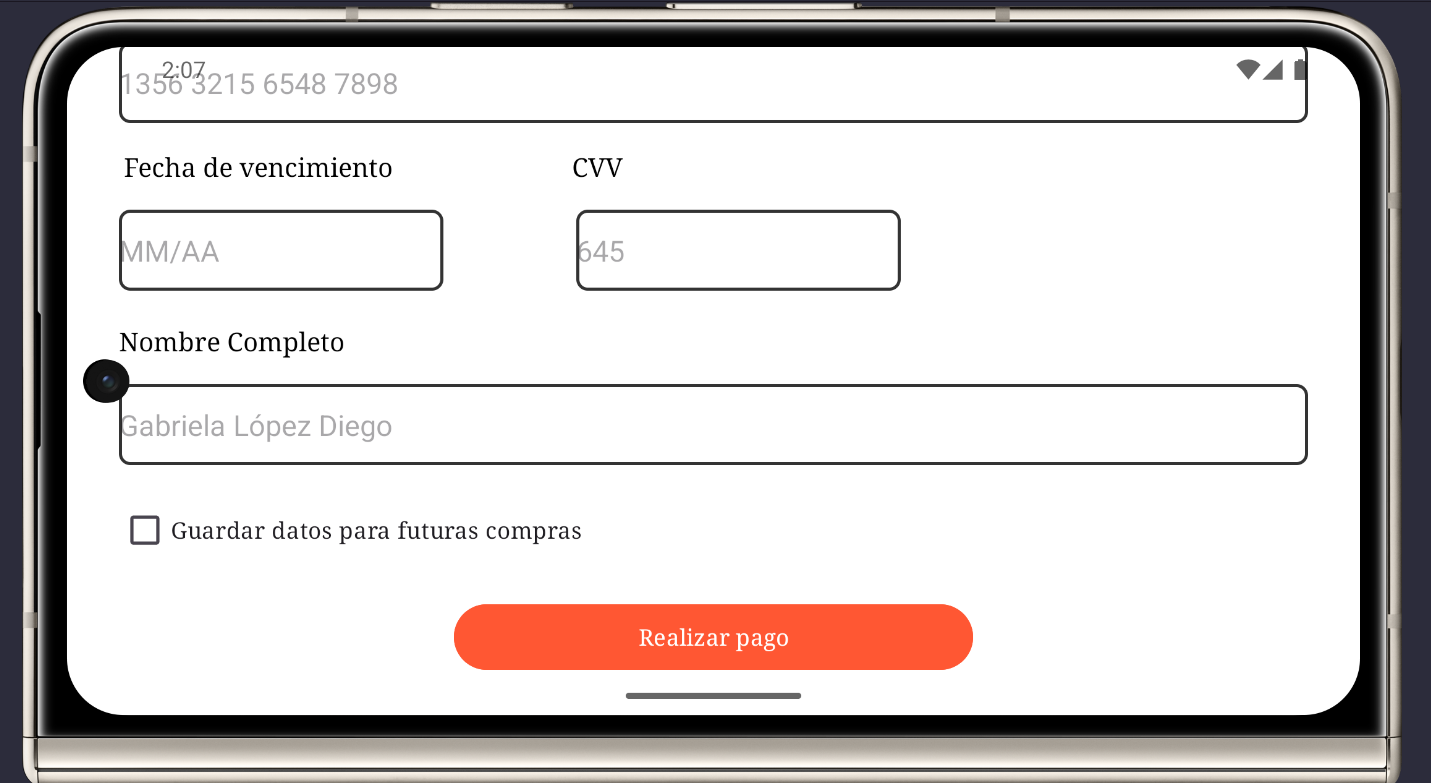 2:07
1356 3215 6548 7898
Fecha de vencimiento CVV
MM/AA 645
Nombre Completo
Gabriela López Diego
Guardar datos para futuras compras
Realizar pago